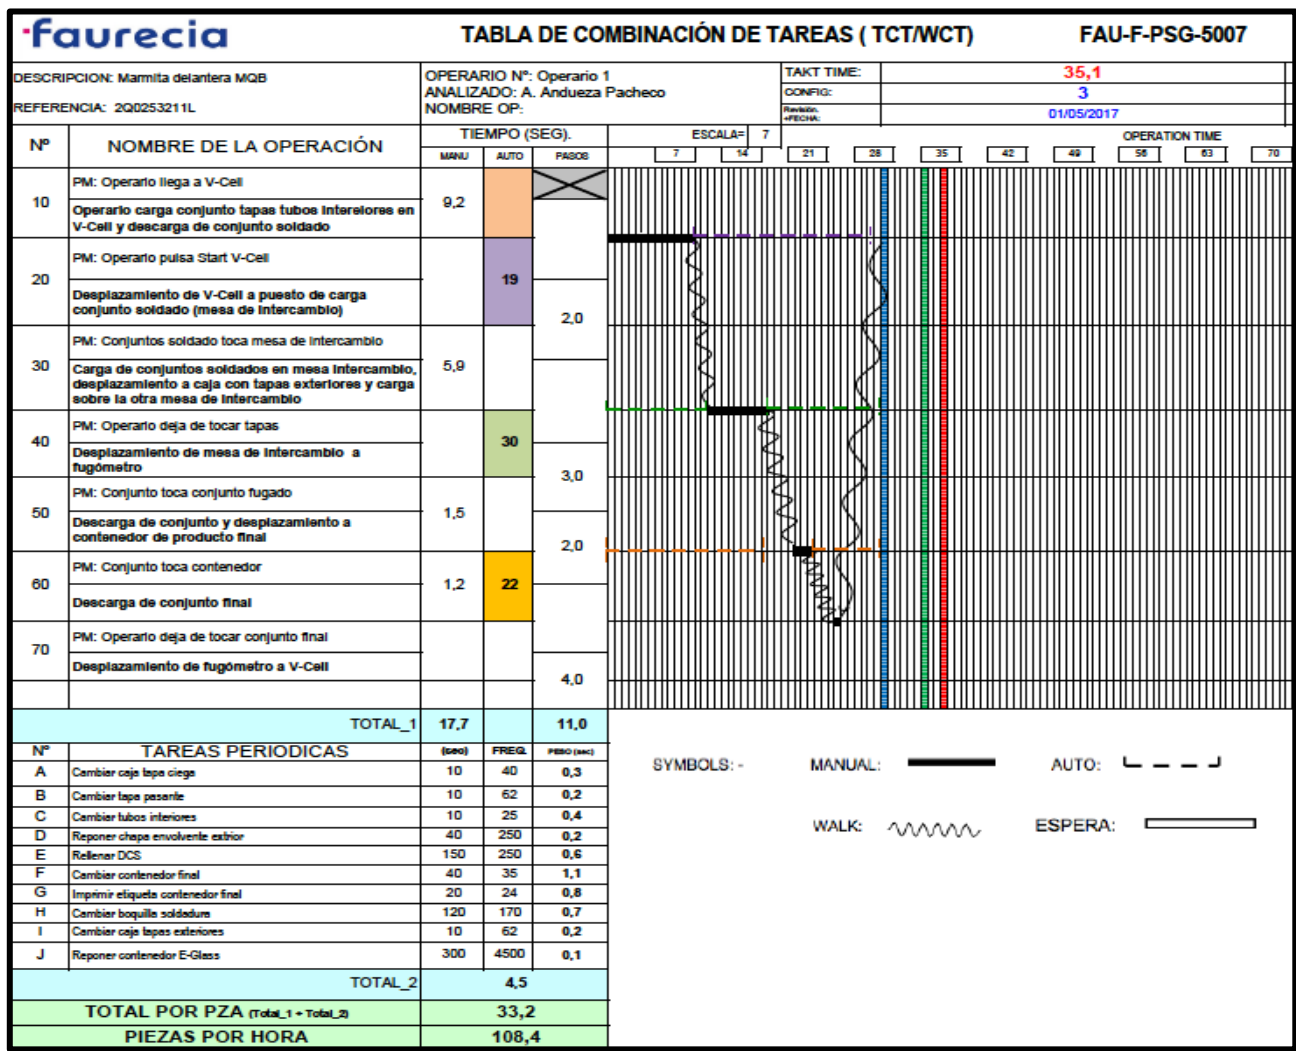 faurecia
TABLA DE COMBINACIÓN DE TAREAS ( TCT/WCT)
FAU-F-PSG-5007
DESCRIPCION: Marmita delantera MQB
REFERENCIA: 2Q0253211L
OPERARIO Nº: Operario 1
ANALIZADO: A. Andueza Pacheco
NOMBRE OP:
TAKT TIME: 35,1
CONFIG: 3
Revisión. +FECHA: 01/05/2017
Nº NOMBRE DE LA OPERACIÓN TIEMPO (SEG). ESCALA= 7 OPERATION TIME
MANU AUTO PASOS 7 14 21 28 35 42 49 56 63 70
10 PM: Operario llega a V-Cell 9,2
Operario carga conjunto tapas tubos intereiores en
V-Cell y descarga de conjunto soldado
20 PM: Operario pulsa Start V-Cell 19
Desplazamiento de V-Cell a puesto de carga
conjunto soldado (mesa de intercambio)
2,0
30 PM: Conjuntos soldado toca mesa de intercambio 5,9
Carga de conjuntos soldados en mesa intercambio,
desplazamiento a caja con tapas exteriores y carga
sobre la otra mesa de intercambio
40 PM: Operario deja de tocar tapas 30
Desplazamiento de mesa de intercambio a
fugómetro
3,0
50 PM: Conjunto toca conjunto fugado 1,5
Descarga de conjunto y desplazamiento a
contenedor de producto final
2,0
60 PM: Conjunto toca contenedor 1,2 22
Descarga de conjunto final
70 PM: Operario deja de tocar conjunto final
Desplazamiento de fugómetro a V-Cell
4,0
TOTAL_1 17,7 11,0
Nº TAREAS PERIODICAS (seg) FREQ. PESO (sec)
A Cambiar caja tapa ciega 10 40 0,3
B Cambiar tapa pasante 10 62 0,2
C Cambiar tubos interiores 10 25 0,4
D Reponer chapa envolvente extrior 40 250 0,2
E Rellenar DCS 150 250 0,6
F Cambiar contenedor final 40 35 1,1
G Imprimir etiqueta contenedor final 20 24 0,8
H Cambiar boquilla soldadura 120 170 0,7
I Cambiar caja tapas exteriores 10 62 0,2
J Reponer contenedor E-Glass 300 4500 0,1
TOTAL_2 4,5
TOTAL POR PZA (Total_1 + Total_2) 33,2
PIEZAS POR HORA 108,4
SYMBOLS: - MANUAL: AUTO:
WALK: ESPERA: